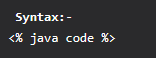 Syntax:-
<% java code %>